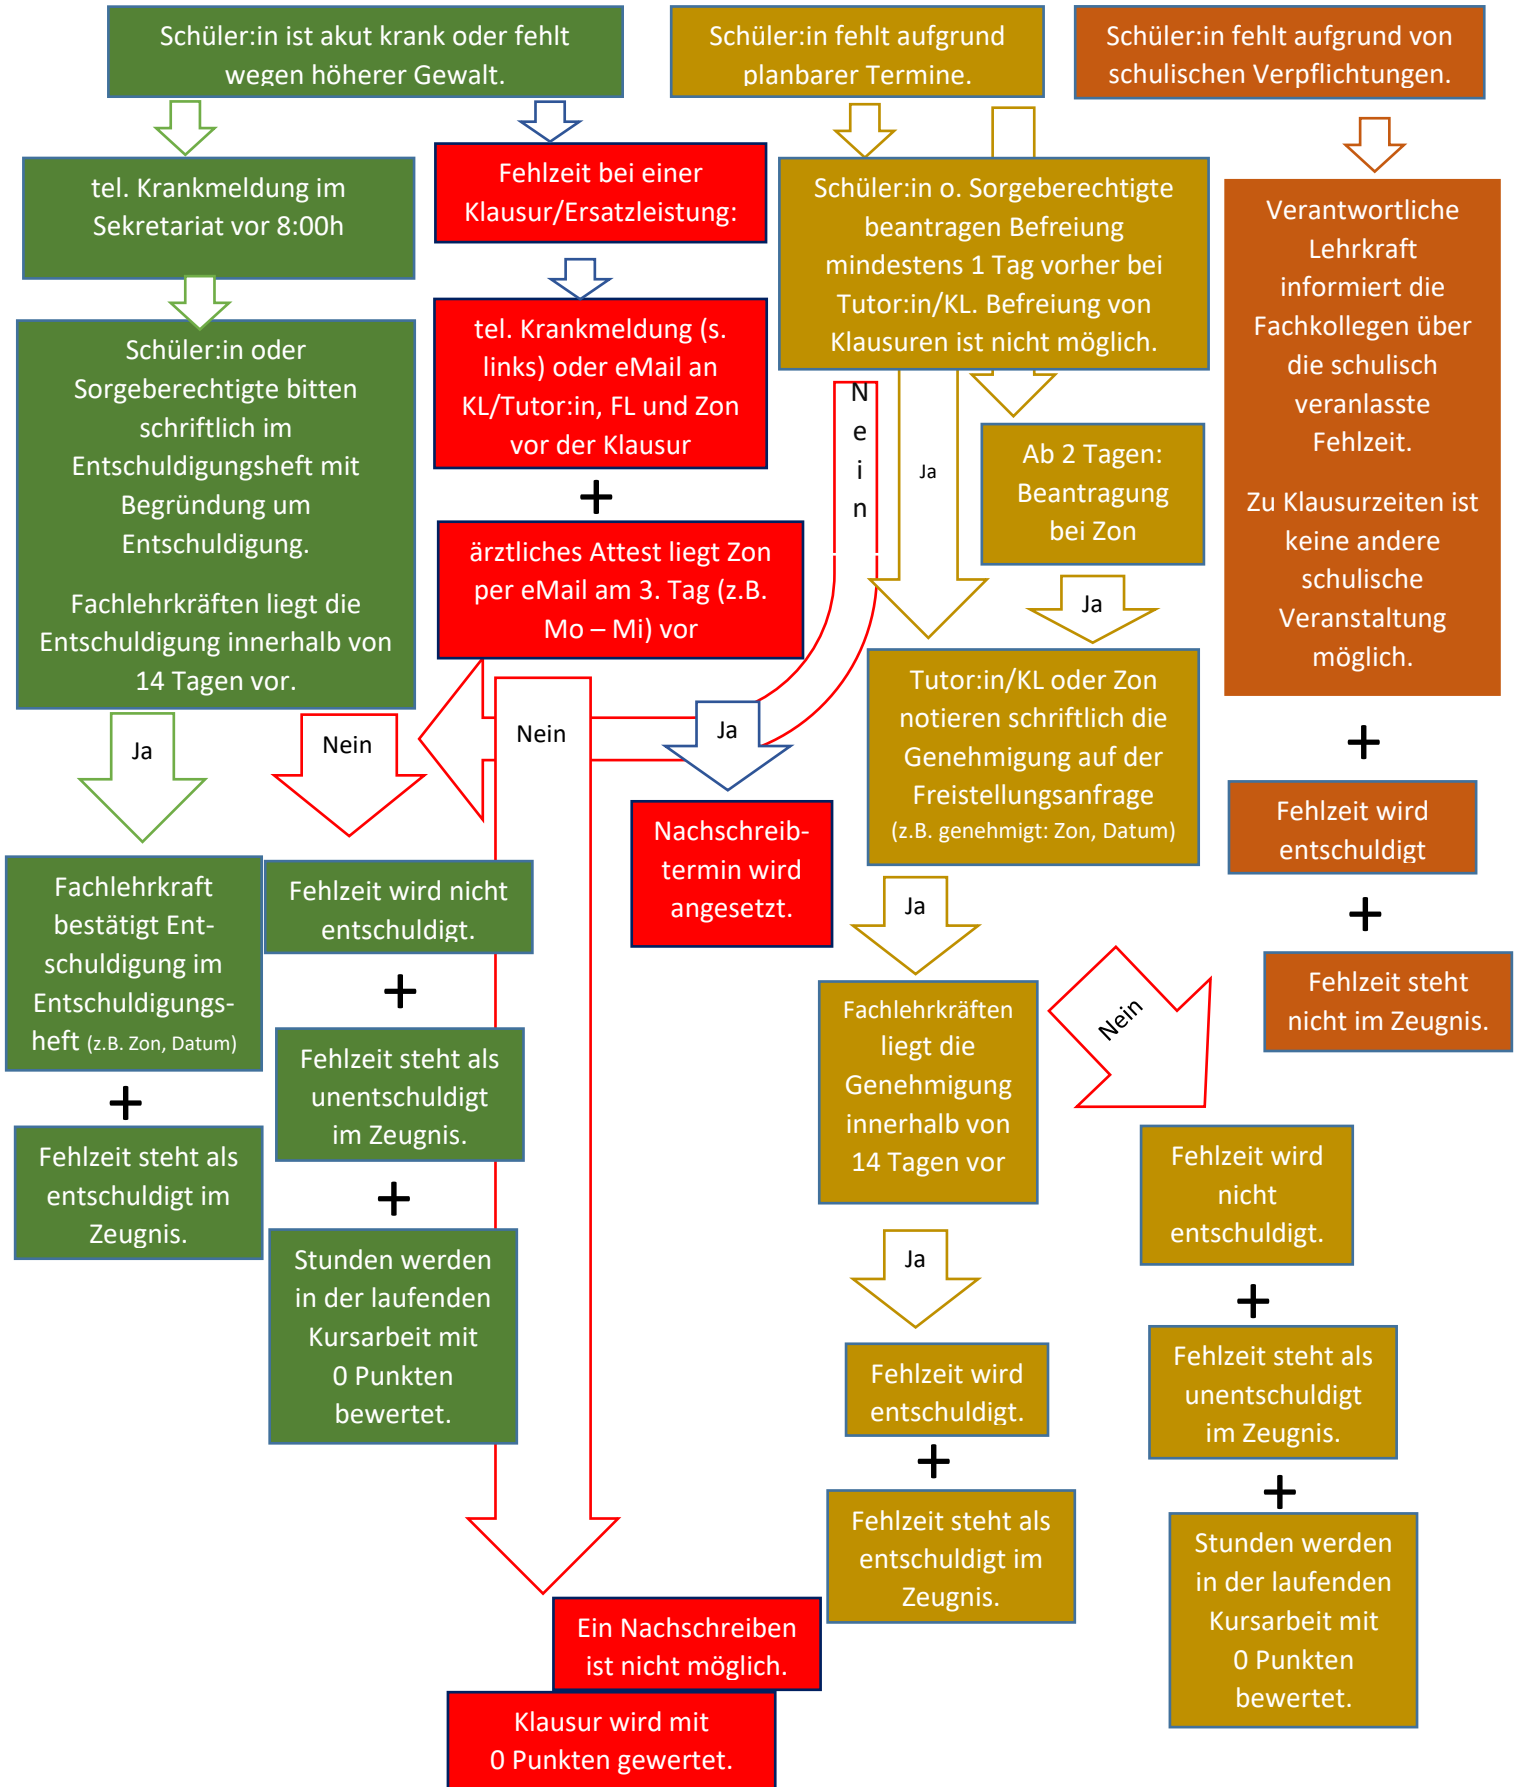 Schüler:in ist akut krank oder fehlt
wegen höherer Gewalt.
Schüler:in fehlt aufgrund
planbarer Termine.
Schüler:in fehlt aufgrund von
schulischen Verpflichtungen.
tel. Krankmeldung im
Sekretariat vor 8:00h
Fehlzeit bei einer
Klausur/Ersatzleistung:
Schüler:in o. Sorgeberechtigte
beantragen Befreiung
mindestens 1 Tag vorher bei
Tutor:in/KL. Befreiung von
Klausuren ist nicht möglich.
Verantwortliche
Lehrkraft
informiert die
Fachkollegen über
die schulisch
veranlasste
Fehlzeit.
Zu Klausurzeiten ist
keine andere
schulische
Veranstaltung
möglich.
Schüler:in oder
Sorgeberechtigte bitten
schriftlich im
Entschuldigungsheft mit
Begründung um
Entschuldigung.
Fachlehrkräften liegt die
Entschuldigung innerhalb von
14 Tagen vor.
tel. Krankmeldung (s.
links) oder eMail an
KL/Tutor:in, FL und Zon
vor der Klausur
+
ärztliches Attest liegt Zon
per eMail am 3. Tag (z.B.
Mo – Mi) vor
N
e
i
n
Ja
Ab 2 Tagen:
Beantragung
bei Zon
Ja
Tutor:in/KL oder Zon
notieren schriftlich die
Genehmigung auf der
Freistellungsanfrage
(z.B. genehmigt: Zon, Datum)
Ja
Nein
Nein
Ja
+
Nachschreib-
termin wird
angesetzt.
Fehlzeit wird
entschuldigt
+
Fehlzeit steht
nicht im Zeugnis.
Fachlehrkraft
bestätigt Ent-
schuldigung im
Entschuldigungs-
heft (z.B. Zon, Datum)
+
Fehlzeit steht als
entschuldigt im
Zeugnis.
Fehlzeit wird nicht
entschuldigt.
+
Fehlzeit steht als
unentschuldigt
im Zeugnis.
+
Stunden werden
in der laufenden
Kursarbeit mit
0 Punkten
bewertet.
Ja
Fachlehrkräften
liegt die
Genehmigung
innerhalb von
14 Tagen vor
Nein
Ja
Fehlzeit wird
entschuldigt.
+
Fehlzeit steht als
entschuldigt im
Zeugnis.
Fehlzeit wird
nicht
entschuldigt.
+
Fehlzeit steht als
unentschuldigt
im Zeugnis.
+
Stunden werden
in der laufenden
Kursarbeit mit
0 Punkten
bewertet.
Ein Nachschreiben
ist nicht möglich.
Klausur wird mit
0 Punkten gewertet.